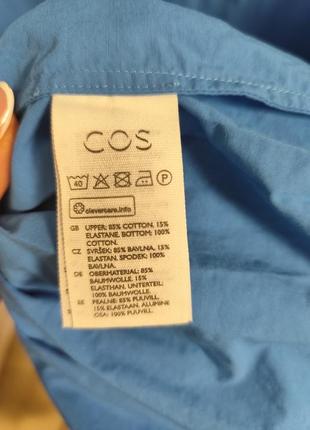 COS
40 P
clevercare.info
GB UPPER: 85% COTTON, 15%
ELASTANE, BOTTOM: 100%
COTTON.
CZ SVRŠEK: 85% BAVLNA, 15%
ELASTAN, SPODEK: 100%
BAVLNA.
DE OBERMATERIAL: 85%
BAUMWOLLE, 15%
ELASTHAN, UNTERTEIL:
100% BAUMWOLLE.
EE PEALNE: 85% PUUVILL,
15% ELASTAAN, ALUMINE
OSA: 100% PUUVILL